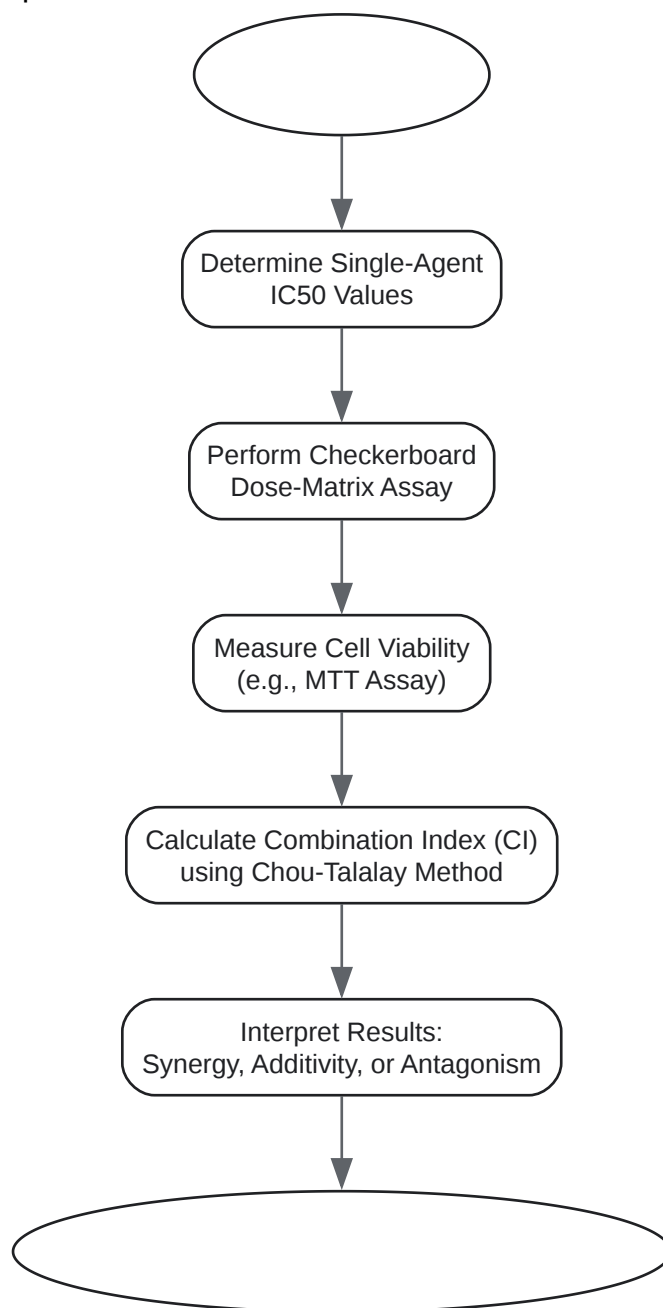 Determine Single-Agent
IC50 Values
Perform Checkerboard
Dose-Matrix Assay
Measure Cell Viability
(e.g., MTT Assay)
Calculate Combination Index (CI)
using Chou-Talalay Method
Interpret Results:
Synergy, Additivity, or Antagonism